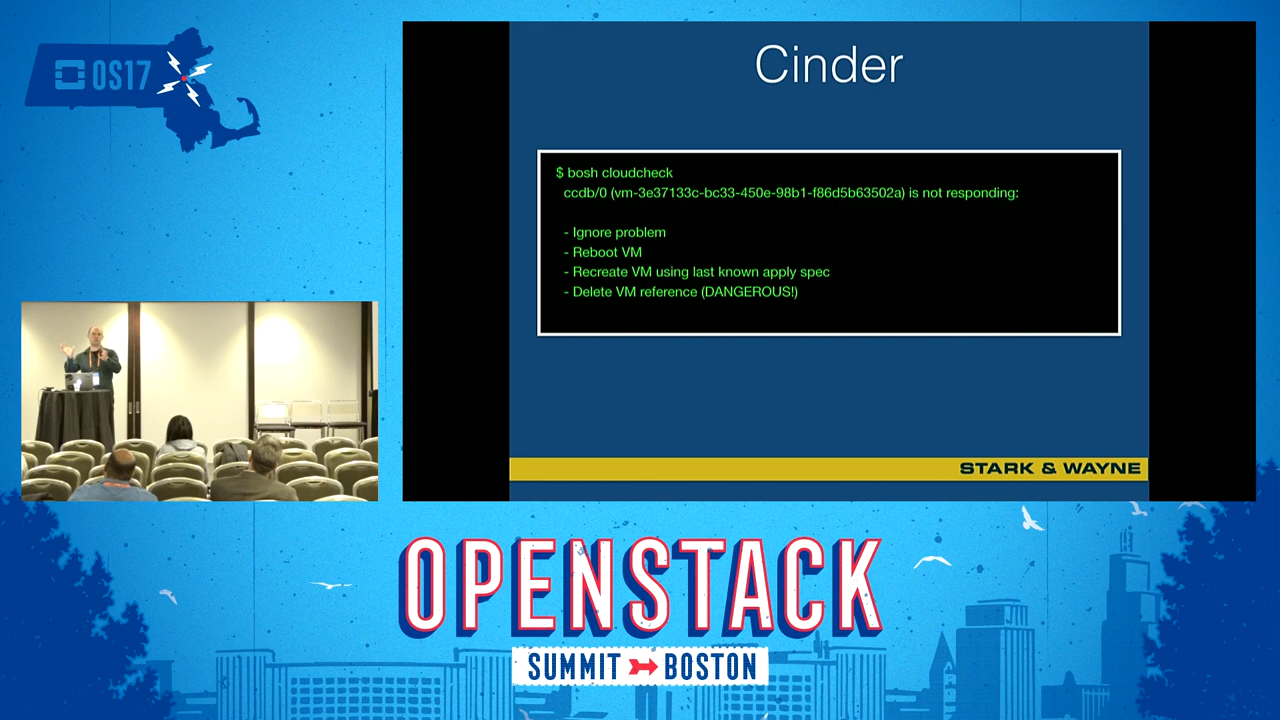 OS17
Cinder
$ bosh cloudcheck
ccdb/0 (vm-3e37133c-bc33-450e-98b1-f86d5b63502a) is not responding:
- Ignore problem
- Reboot VM
- Recreate VM using last known apply spec
- Delete VM reference (DANGEROUS!)
STARK & WAYNE
OPENSTACK
SUMMIT BOSTON